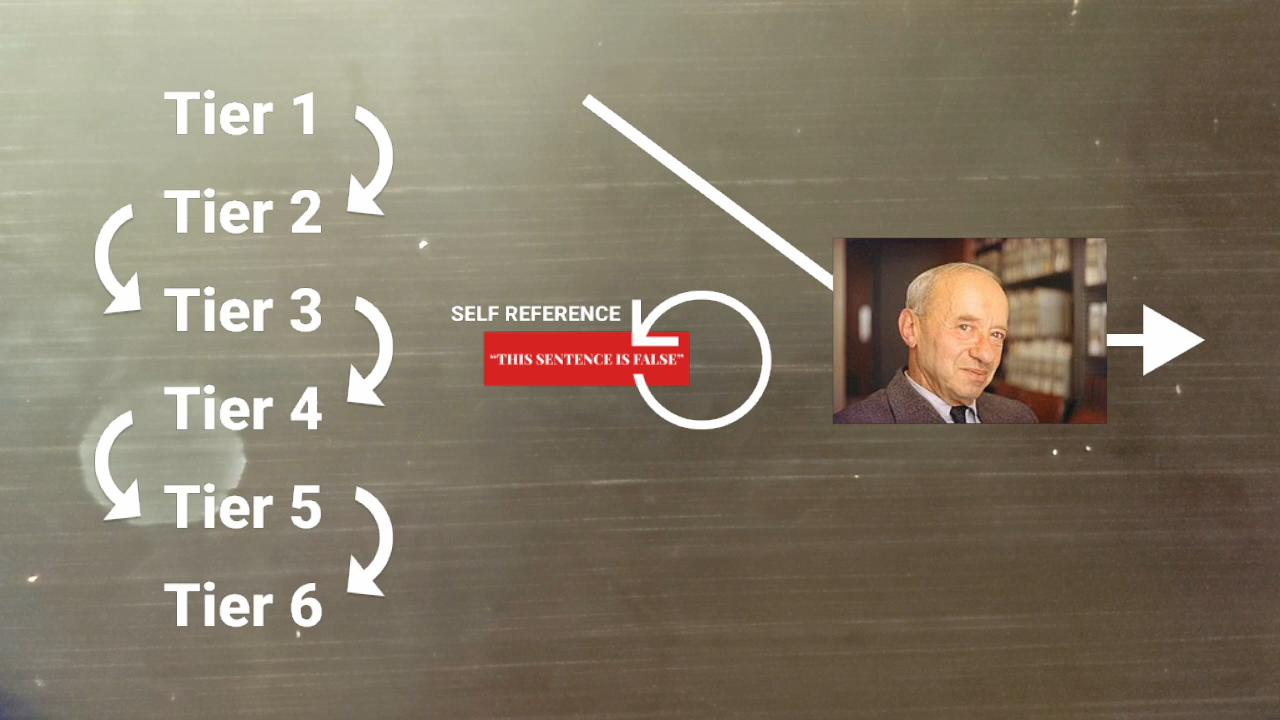 Tier 1
Tier 2
Tier 3
Tier 4
Tier 5
Tier 6
SELF REFERENCE
“THIS SENTENCE IS FALSE”